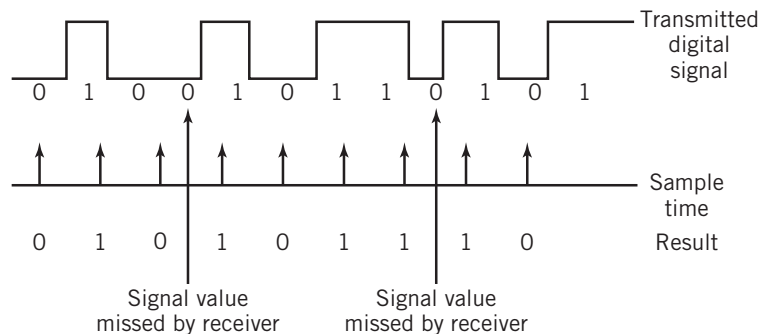 Transmitted
digital
signal
0 1 0 0 1 0 1 1 0 1 0 1
Sample
time
0 1 0 1 0 1 1 1 0 Result
Signal value
missed by receiver
Signal value
missed by receiver